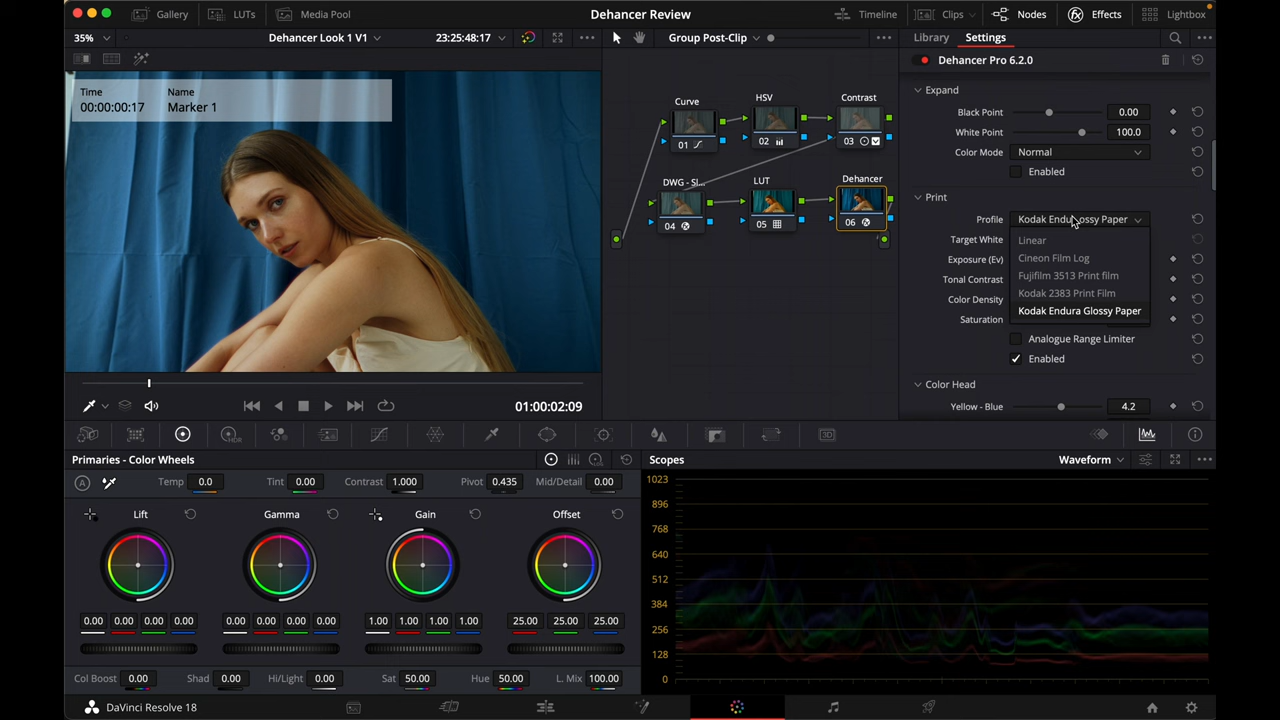 Gallery LUTs Media Pool Dehancer Review Timeline Clips Nodes Effects Lightbox
35% Dehancer Look 1 V1 23:25:48:17 Group Post-Clip Library Settings
Dehancer Pro 6.2.0
Time Name
00:00:00:17 Marker 1
Curve HSV Contrast
01 02 03
DWG - Sl... LUT Dehancer
04 05 06
Expand
Black Point 0.00
White Point 100.0
Color Mode Normal
Enabled
Print
Profile Kodak Endu ossy Paper
Target White Linear
Exposure (Ev) Cineon Film Log
Tonal Contrast Fujifilm 3513 Print film
Color Density Kodak 2383 Print Film
Saturation Kodak Endura Glossy Paper
Analogue Range Limiter
Enabled
Color Head
Yellow - Blue 4.2
01:00:02:09
HDR 3D
Primaries - Color Wheels Scopes Waveform
A Temp 0.0 Tint 0.00 Contrast 1.000 Pivot 0.435 Mid/Detail 0.00
Lift Gamma Gain Offset
0.00 0.00 0.00 0.00 0.00 0.00 0.00 0.00 1.00 1.00 1.00 1.00 25.00 25.00 25.00
Col Boost 0.00 Shad 0.00 Hi/Light 0.00 Sat 50.00 Hue 50.00 L. Mix 100.00
1023
896
768
640
512
384
256
128
0
DaVinci Resolve 18